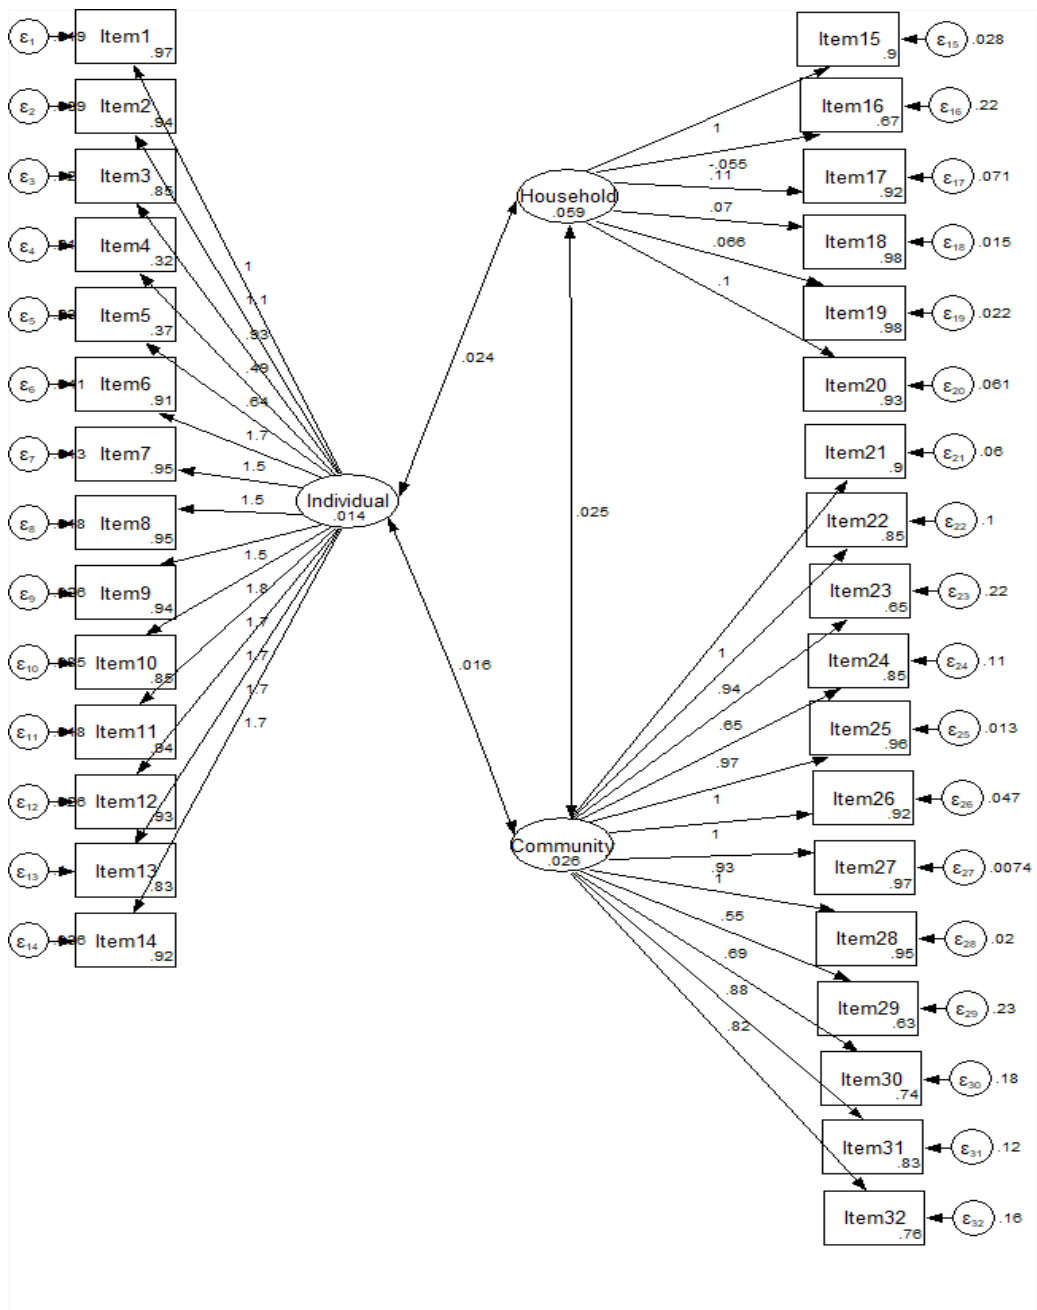 ε1
Item1
.97
ε2
Item2
.94
ε3
Item3
.85
ε4
Item4
.32
ε5
Item5
.37
ε6
Item6
.91
ε7
Item7
.95
ε8
Item8
.95
ε9
Item9
.94
ε10
Item10
.85
ε11
Item11
.94
ε12
Item12
.93
ε13
Item13
.83
ε14
Item14
.92
1
1.1
.93
.49
.64
1.7
1.5
1.5
1.5
1.8
1.7
1.7
1.7
1.7
Individual
.014
.024
.016
.025
Household
.059
1
-.055
.11
.07
.066
.1
Community
.026
1
.94
.65
.97
1
1
.93
1
.55
.69
.88
.82
Item15
.9
ε15 .028
Item16
.67
ε16 .22
Item17
.92
ε17 .071
Item18
.98
ε18 .015
Item19
.98
ε19 .022
Item20
.93
ε20 .061
Item21
.9
ε21 .06
Item22
.85
ε22 .1
Item23
.65
ε23 .22
Item24
.85
ε24 .11
Item25
.96
ε25 .013
Item26
.92
ε26 .047
Item27
.97
ε27 .0074
Item28
.95
ε28 .02
Item29
.63
ε29 .23
Item30
.74
ε30 .18
Item31
.83
ε31 .12
Item32
.76
ε32 .16